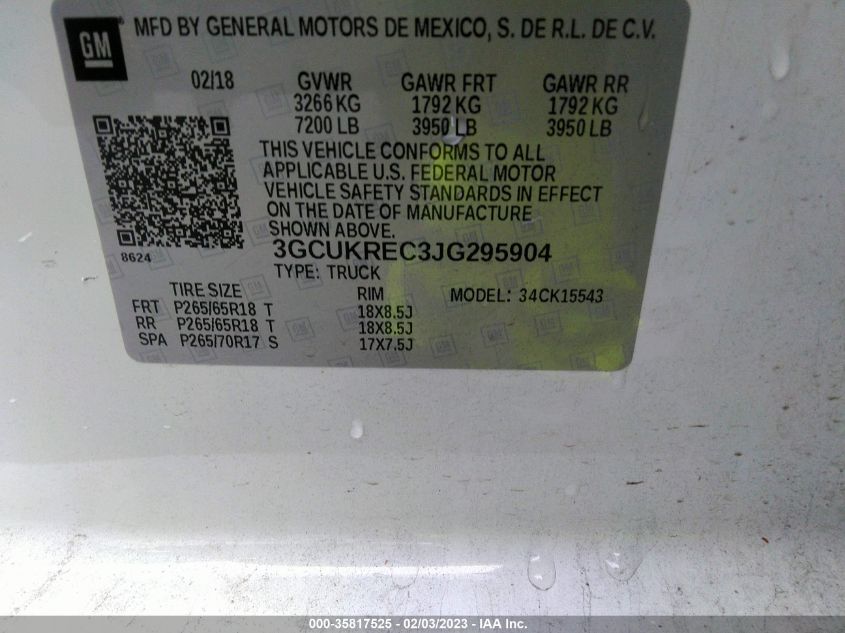 GM MFD BY GENERAL MOTORS DE MEXICO, S. DE R.L. DE C.V.
02/18 GVWR GAWR FRT GAWR RR
3266 KG 1792 KG 1792 KG
7200 LB 3950 LB 3950 LB
THIS VEHICLE CONFORMS TO ALL
APPLICABLE U.S. FEDERAL MOTOR
VEHICLE SAFETY STANDARDS IN EFFECT
ON THE DATE OF MANUFACTURE
SHOWN ABOVE.
8624
3GCUKREC3JG295904
TYPE: TRUCK
TIRE SIZE RIM MODEL: 34CK15543
FRT P265/65R18 T 18X8.5J
RR P265/65R18 T 18X8.5J
SPA P265/70R17 S 17X7.5J
000-35817525 - 02/03/2023 - IAA Inc.